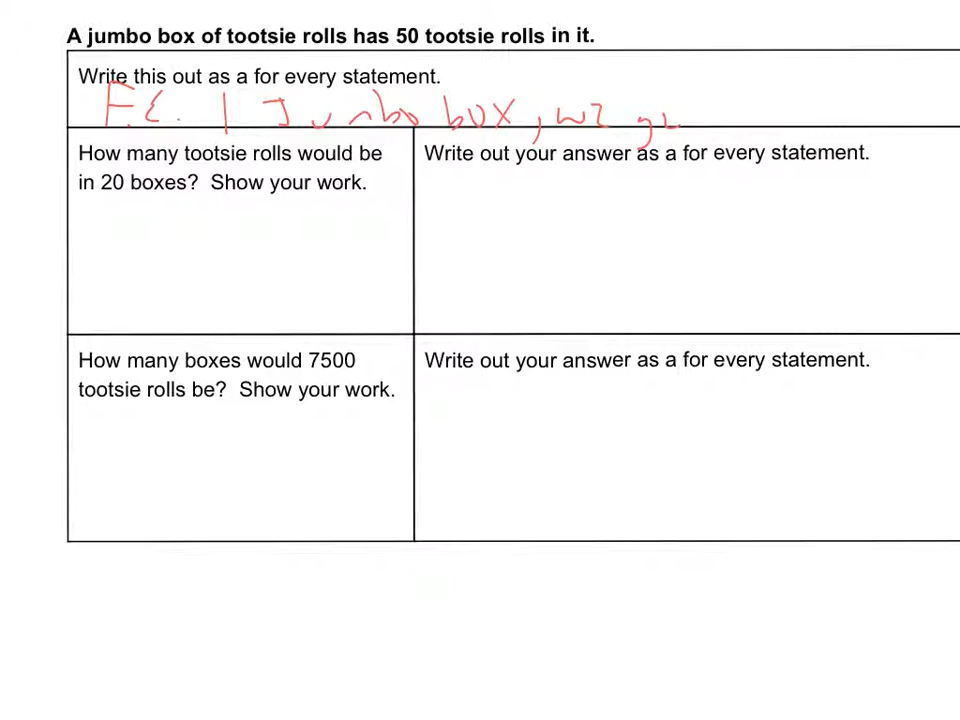 A jumbo box of tootsie rolls has 50 tootsie rolls in it.
Write this out as a for every statement.
F.E. 1 Jumbo box, we
How many tootsie rolls would be
in 20 boxes? Show your work.
Write out your answer as a for every statement.
How many boxes would 7500
tootsie rolls be? Show your work.
Write out your answer as a for every statement.